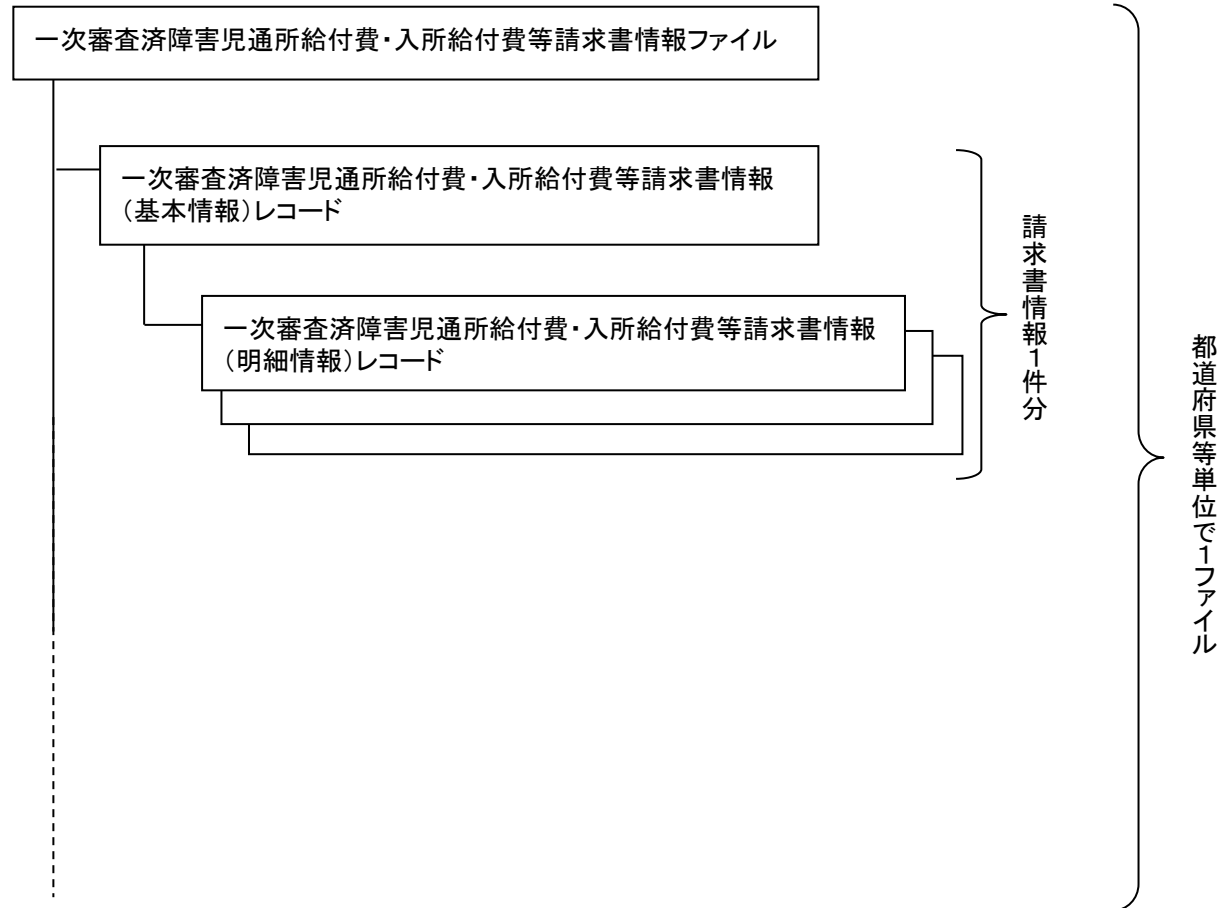 一次審査済障害児通所給付費・入所給付費等請求書情報ファイル
一次審査済障害児通所給付費・入所給付費等請求書情報
（基本情報）レコード
一次審査済障害児通所給付費・入所給付費等請求書情報
（明細情報）レコード
請求書情報１件分
都道府県等単位で１ファイル